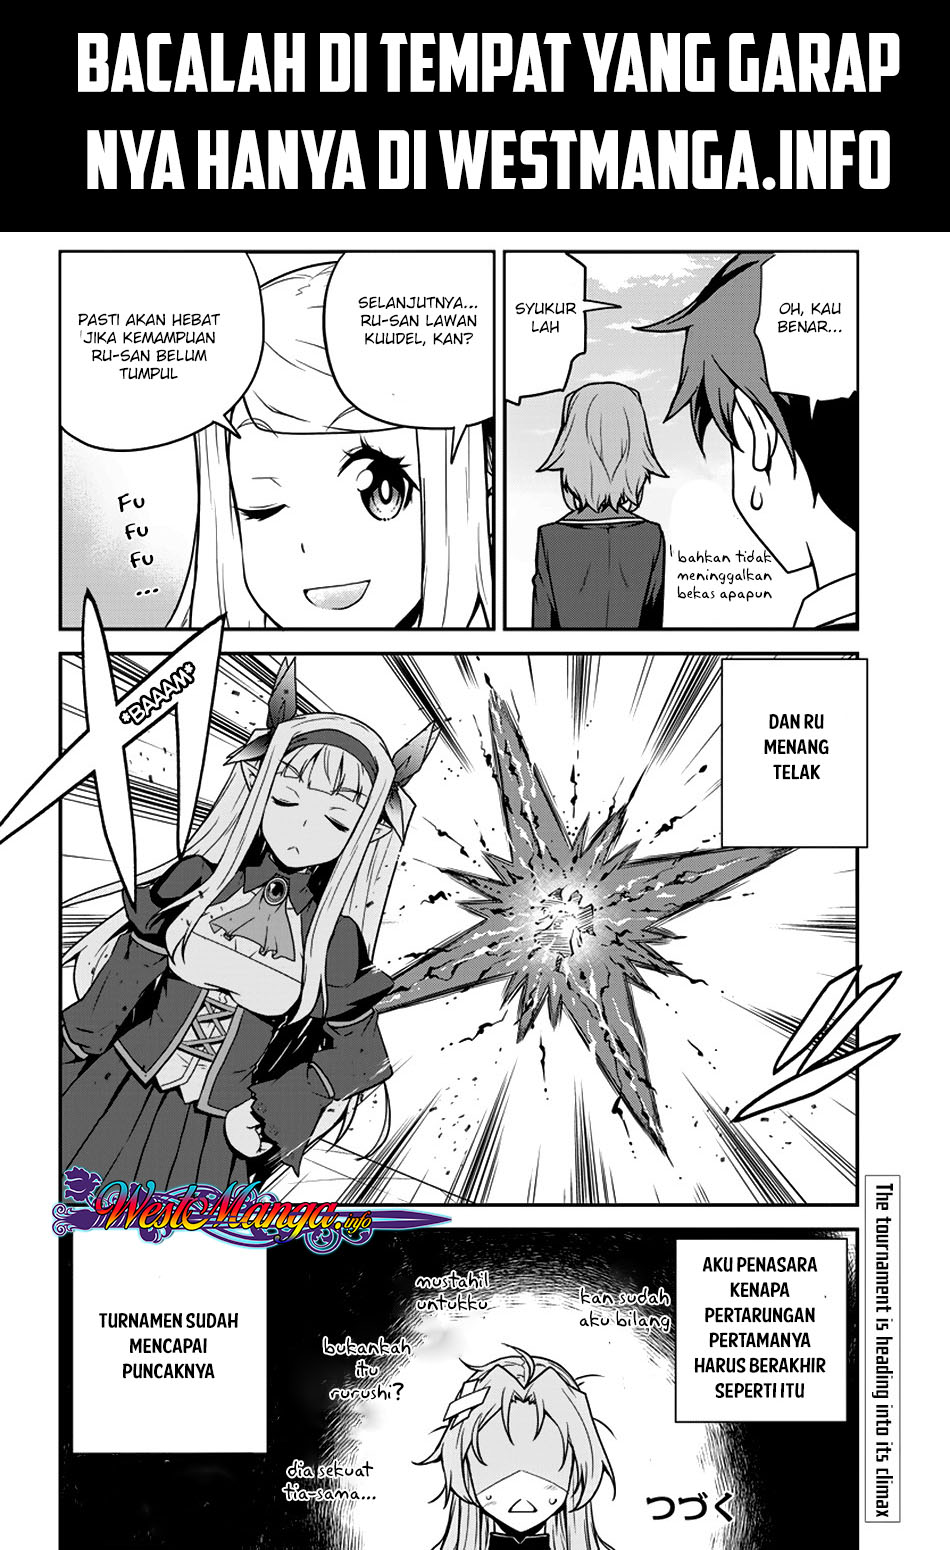 BACALAH DI TEMPAT YANG GARAP
NYA HANYA DI WESTMANGA.INFO
OH, KAU
BENAR...
SYUKUR
LAH
bahkan tidak
meninggalkan
bekas apapun
SELANJUTNYA...
RU-SAN LAWAN
KUUDEL, KAN?
PASTI AKAN HEBAT
JIKA KEMAMPUAN
RU-SAN BELUM
TUMPUL
FU
FU
FU
...
DAN RU
MENANG
TELAK
*BAAAM*
WestManga.info
AKU PENASARA
KENAPA
PERTARUNGAN
PERTAMANYA
HARUS BERAKHIR
SEPERTI ITU
kan sudah
aku bilang
mustahil
untukku
bukankah
itu
rurushi?
dia sekuat
tia-sama...
TURNAMEN SUDAH
MENCAPAI
PUNCAKNYA
つづく
The tournament is heading into its climax